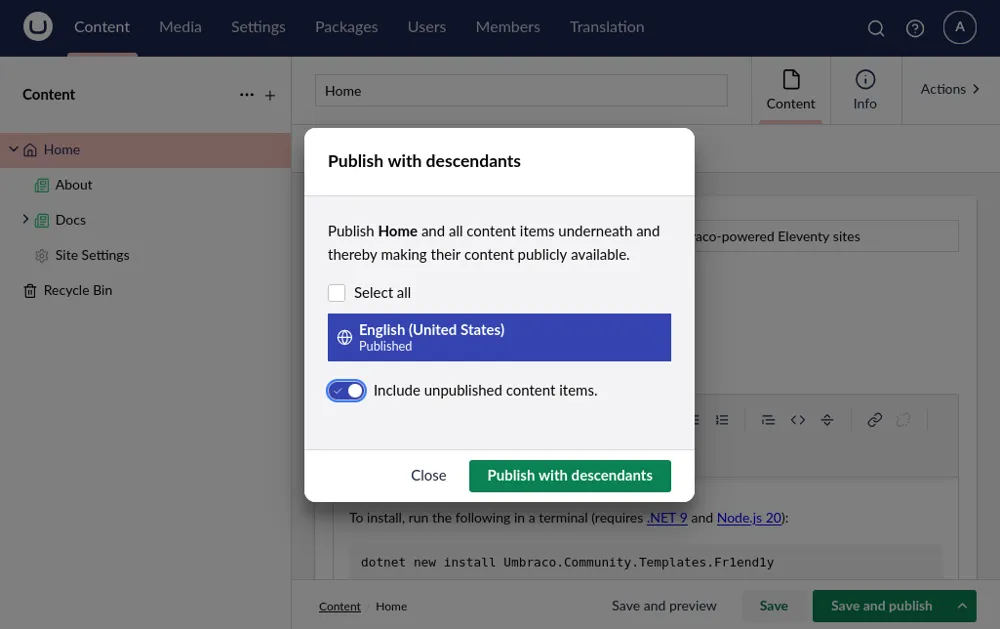 Content
Media
Settings
Packages
Users
Members
Translation
A
Content
Home
Content
Info
Actions
Home
About
Docs
Site Settings
Recycle Bin
Publish with descendants
Publish Home and all content items underneath and
thereby making their content publicly available.
Select all
English (United States)
Published
Include unpublished content items.
Close
Publish with descendants
-powered Eleventy sites
To install, run the following in a terminal (requires .NET 9 and Node.js 20):
dotnet new install Umbraco.Community.Templates.Fr1end1y
Content / Home
Save and preview
Save
Save and publish